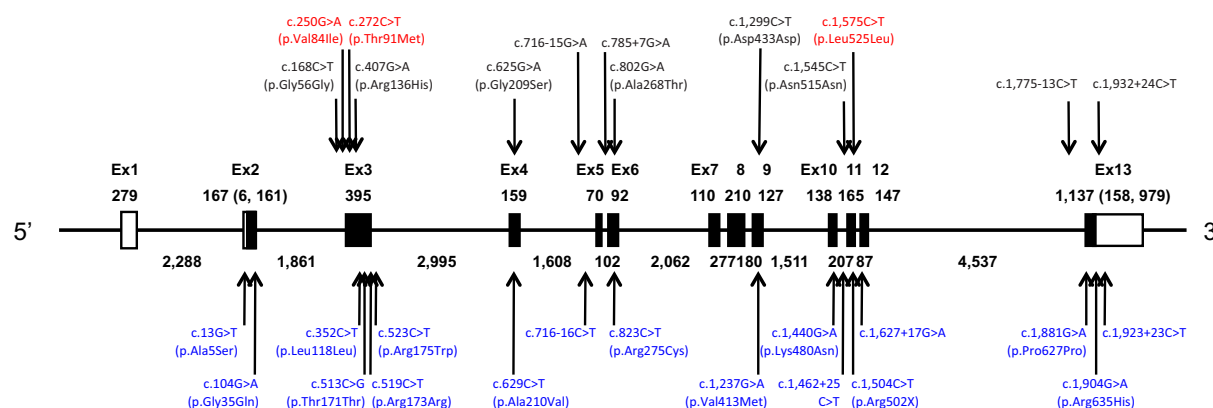 c.250G>A c.272C>T c.1,299C>T c.1,575C>T
(p.Val84Ile) (p.Thr91Met) (p.Asp433Asp) (p.Leu525Leu)
c.716-15G>A c.785+7G>A
c.168C>T c.407G>A c.625G>A c.802G>A c.1,545C>T c.1,775-13C>T c.1,932+24C>T
(p.Gly56Gly) (p.Arg136His) (p.Gly209Ser) (p.Ala268Thr) (p.Asn515Asn)
Ex1 Ex2 Ex3 Ex4 Ex5 Ex6 Ex7 8 9 Ex10 11 12 Ex13
279 167 (6, 161) 395 159 70 92 110 210 127 138 165 147 1,137 (158, 979)
5’ 3
2,288 1,861 2,995 1,608 102 2,062 277 180 1,511 207 87 4,537
c.13G>T c.352C>T c.523C>T c.716-16C>T c.823C>T c.1,440G>A c.1,627+17G>A c.1,881G>A c.1,923+23C>T
(p.Ala5Ser) (p.Leu118Leu) (p.Arg175Trp) (p.Arg275Cys) (p.Lys480Asn) (p.Pro627Pro)
c.104G>A c.513C>G c.519C>T c.629C>T c.1,237G>A c.1,462+25 c.1,504C>T c.1,904G>A
(p.Gly35Gln) (p.Thr171Thr) (p.Arg173Arg) (p.Ala210Val) (p.Val413Met) C>T (p.Arg502X) (p.Arg635His)